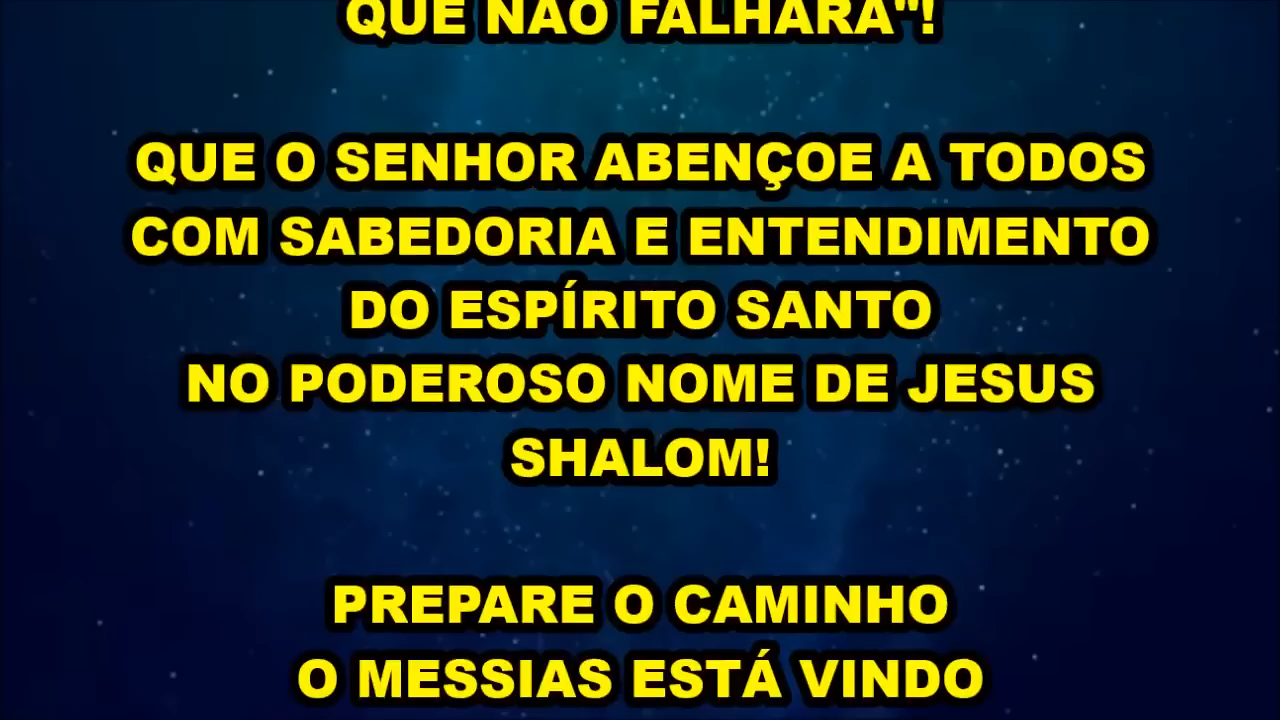 QUE NÃO FALHARÁ"!
QUE O SENHOR ABENÇOE A TODOS
COM SABEDORIA E ENTENDIMENTO
DO ESPÍRITO SANTO
NO PODEROSO NOME DE JESUS
SHALOM!
PREPARE O CAMINHO
O MESSIAS ESTÁ VINDO